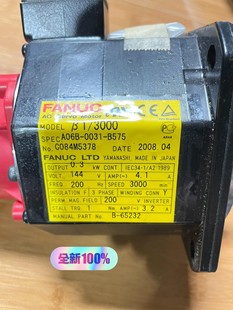 FANUC
AC Servo Motor
MODEL β1/3000
SPEC A06B-0031-B575
No. C084M5378 DATE 2008.04
FANUC LTD YAMANASHI, MADE IN JAPAN
OUTPUT 0.3 kW CONT IEC34-1/A2:1989
VOLT. 144 V AMP(~) 4.1 A
FREQ 200 Hz SPEED 3000 min
INSULATION F 3 PHASE WINDING CONN. Y
PERM. MAG. FIELD 200 V INVERTER
STALL TRQ 1 Nm AMP(~) 3.2 A
MANUAL PART No. B-65232
全新100%